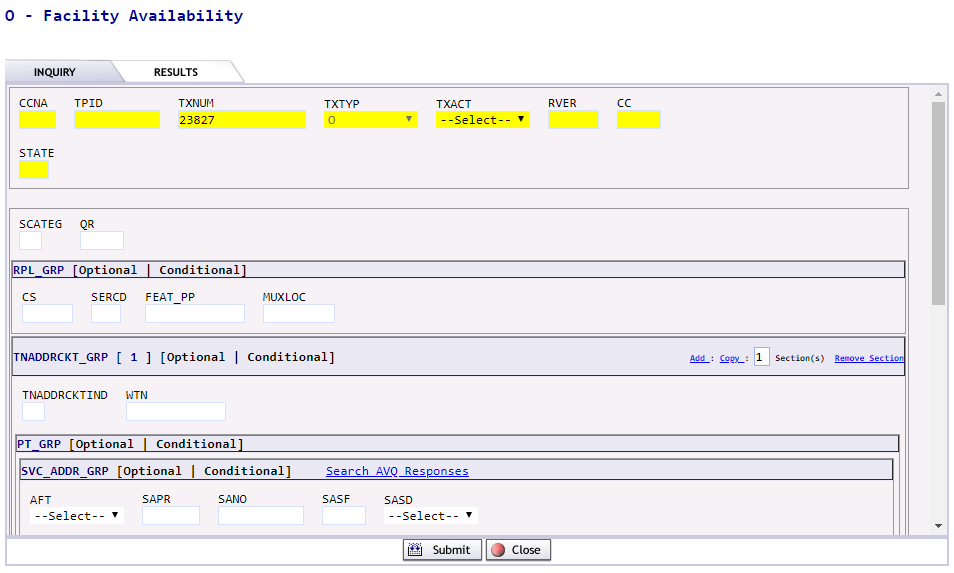 O - Facility Availability
INQUIRY RESULTS
CCNA TPID TXNUM TXTYP TXACT RVER CC
23827 O --Select--
STATE
SCATEG QR
RPL_GRP [Optional | Conditional]
CS SERCD FEAT_PP MUXLOC
TNADDRCKT_GRP [ 1 ] [Optional | Conditional] Add : Copy : 1 Section(s) Remove Section
TNADDRCKTIND WTN
PT_GRP [Optional | Conditional]
SVC_ADDR_GRP [Optional | Conditional] Search AVQ Responses
AFT SAPR SANO SASF SASD
--Select-- --Select--
Submit Close